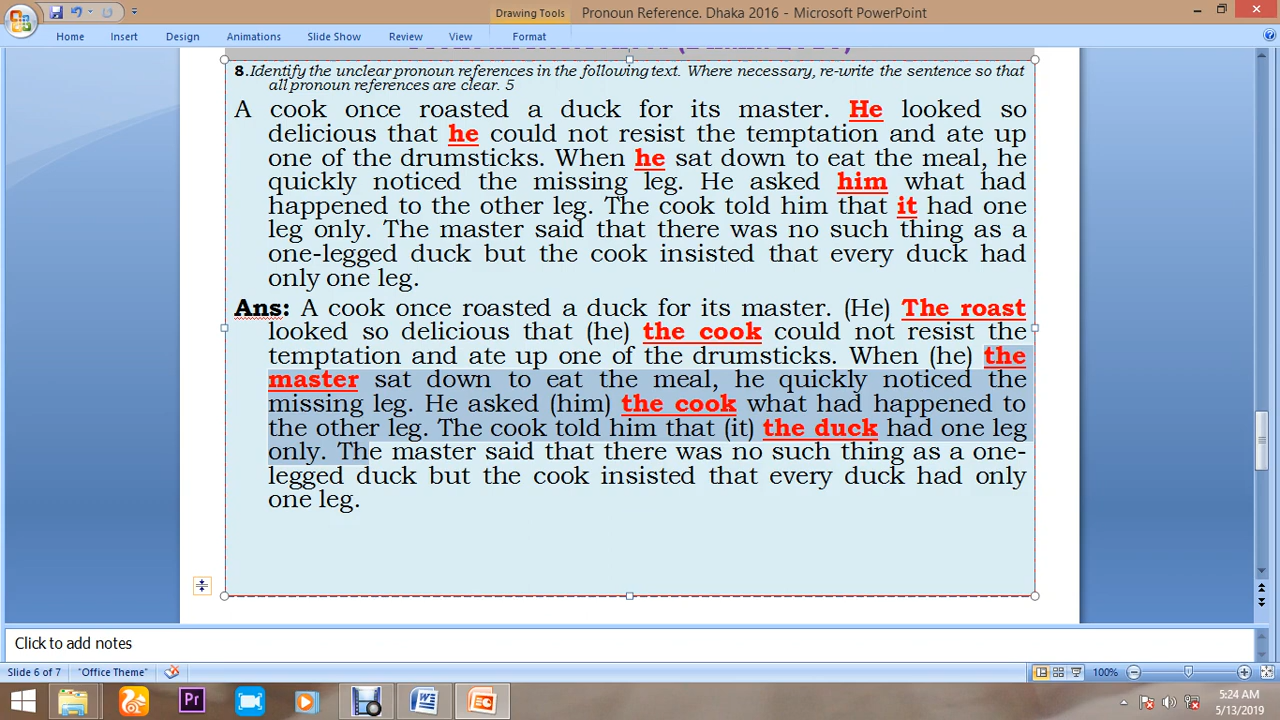 Drawing Tools
Pronoun Reference. Dhaka 2016 - Microsoft PowerPoint
Home Insert Design Animations Slide Show Review View Format
8.Identify the unclear pronoun references in the following text. Where necessary, re-write the sentence so that
all pronoun references are clear. 5
A cook once roasted a duck for its master. He looked so
delicious that he could not resist the temptation and ate up
one of the drumsticks. When he sat down to eat the meal, he
quickly noticed the missing leg. He asked him what had
happened to the other leg. The cook told him that it had one
leg only. The master said that there was no such thing as a
one-legged duck but the cook insisted that every duck had
only one leg.
Ans: A cook once roasted a duck for its master. (He) The roast
looked so delicious that (he) the cook could not resist the
temptation and ate up one of the drumsticks. When (he) the
master sat down to eat the meal, he quickly noticed the
missing leg. He asked (him) the cook what had happened to
the other leg. The cook told him that (it) the duck had one leg
only. The master said that there was no such thing as a one-
legged duck but the cook insisted that every duck had only
one leg.
Click to add notes
Slide 6 of 7 "Office Theme" 100%
Pr
5:24 AM
5/13/2019